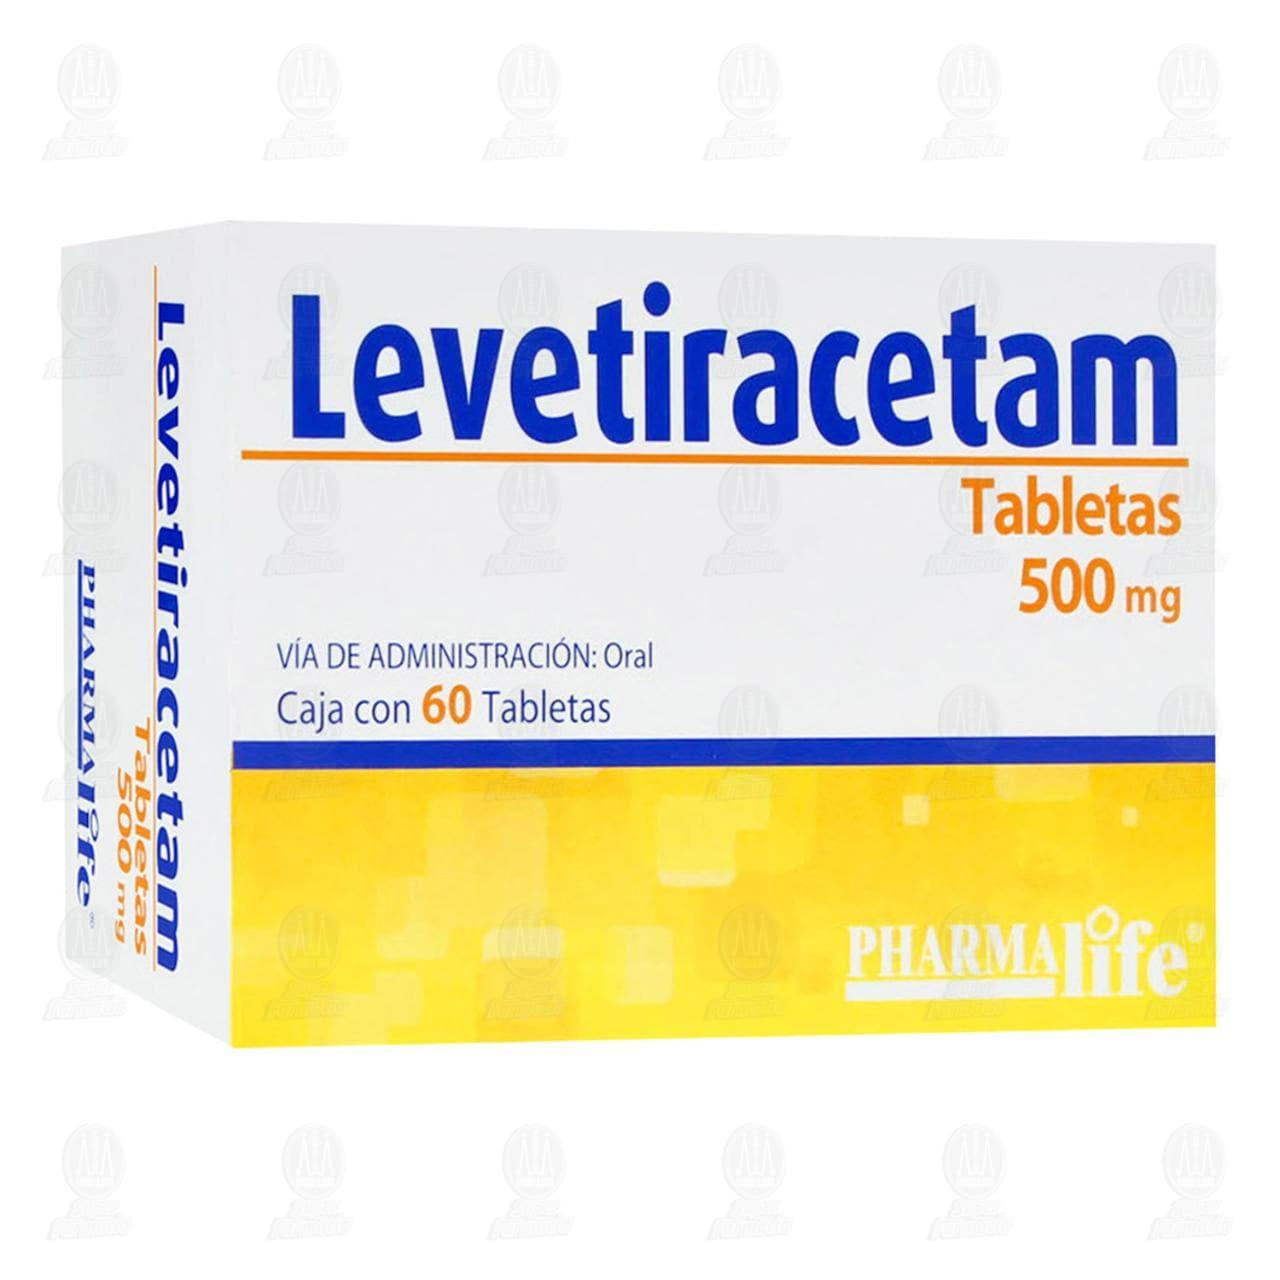 Levetiracetam
Tabletas
500 mg
VÍA DE ADMINISTRACIÓN: Oral
Caja con 60 Tabletas
PHARMAlife®
Levetiracetam
Tabletas
500 mg
PHARMAlife®